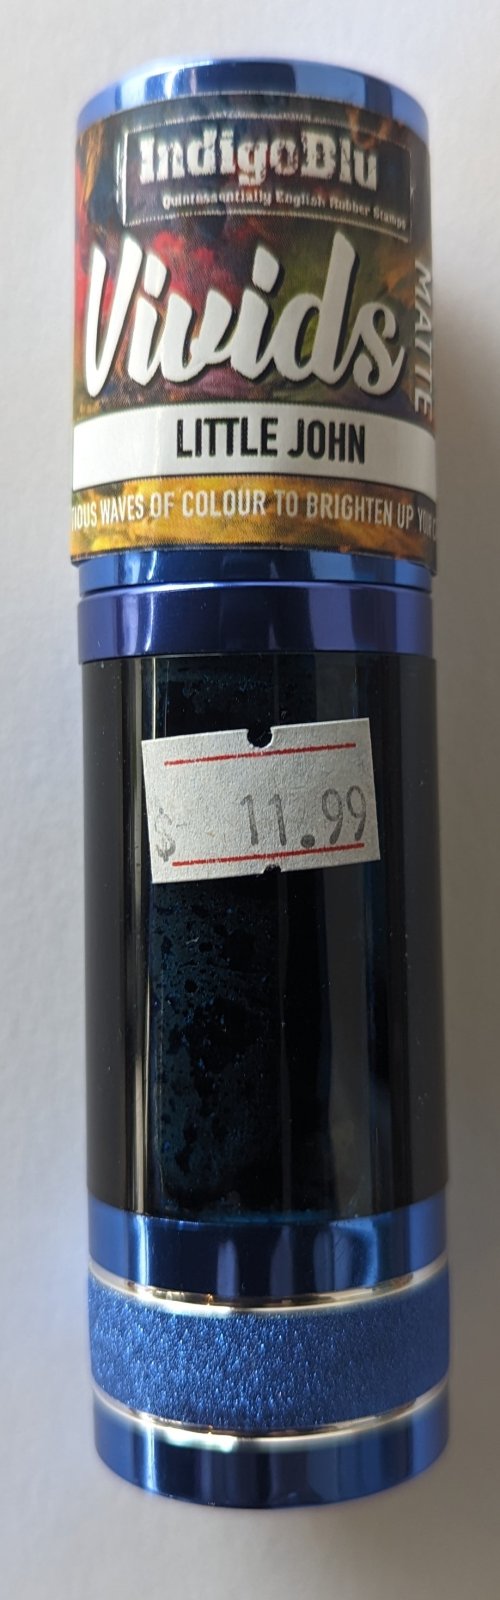 IndigoBlu
Quintessentially English Rubber Stamps
Vivids
MATTE
LITTLE JOHN
WAVES OF COLOUR TO BRIGHTEN UP
$ 11.99